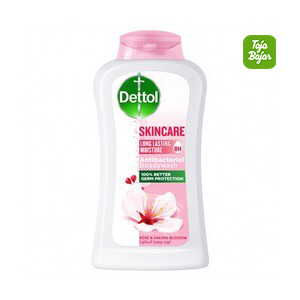 Taja
Bajar
Dettol
SKINCARE
LONG LASTING
MOISTURE
8H
Antibacterial
Bodywash
100% BETTER
GERM PROTECTION
ROSE & SAKURA BLOSSOM